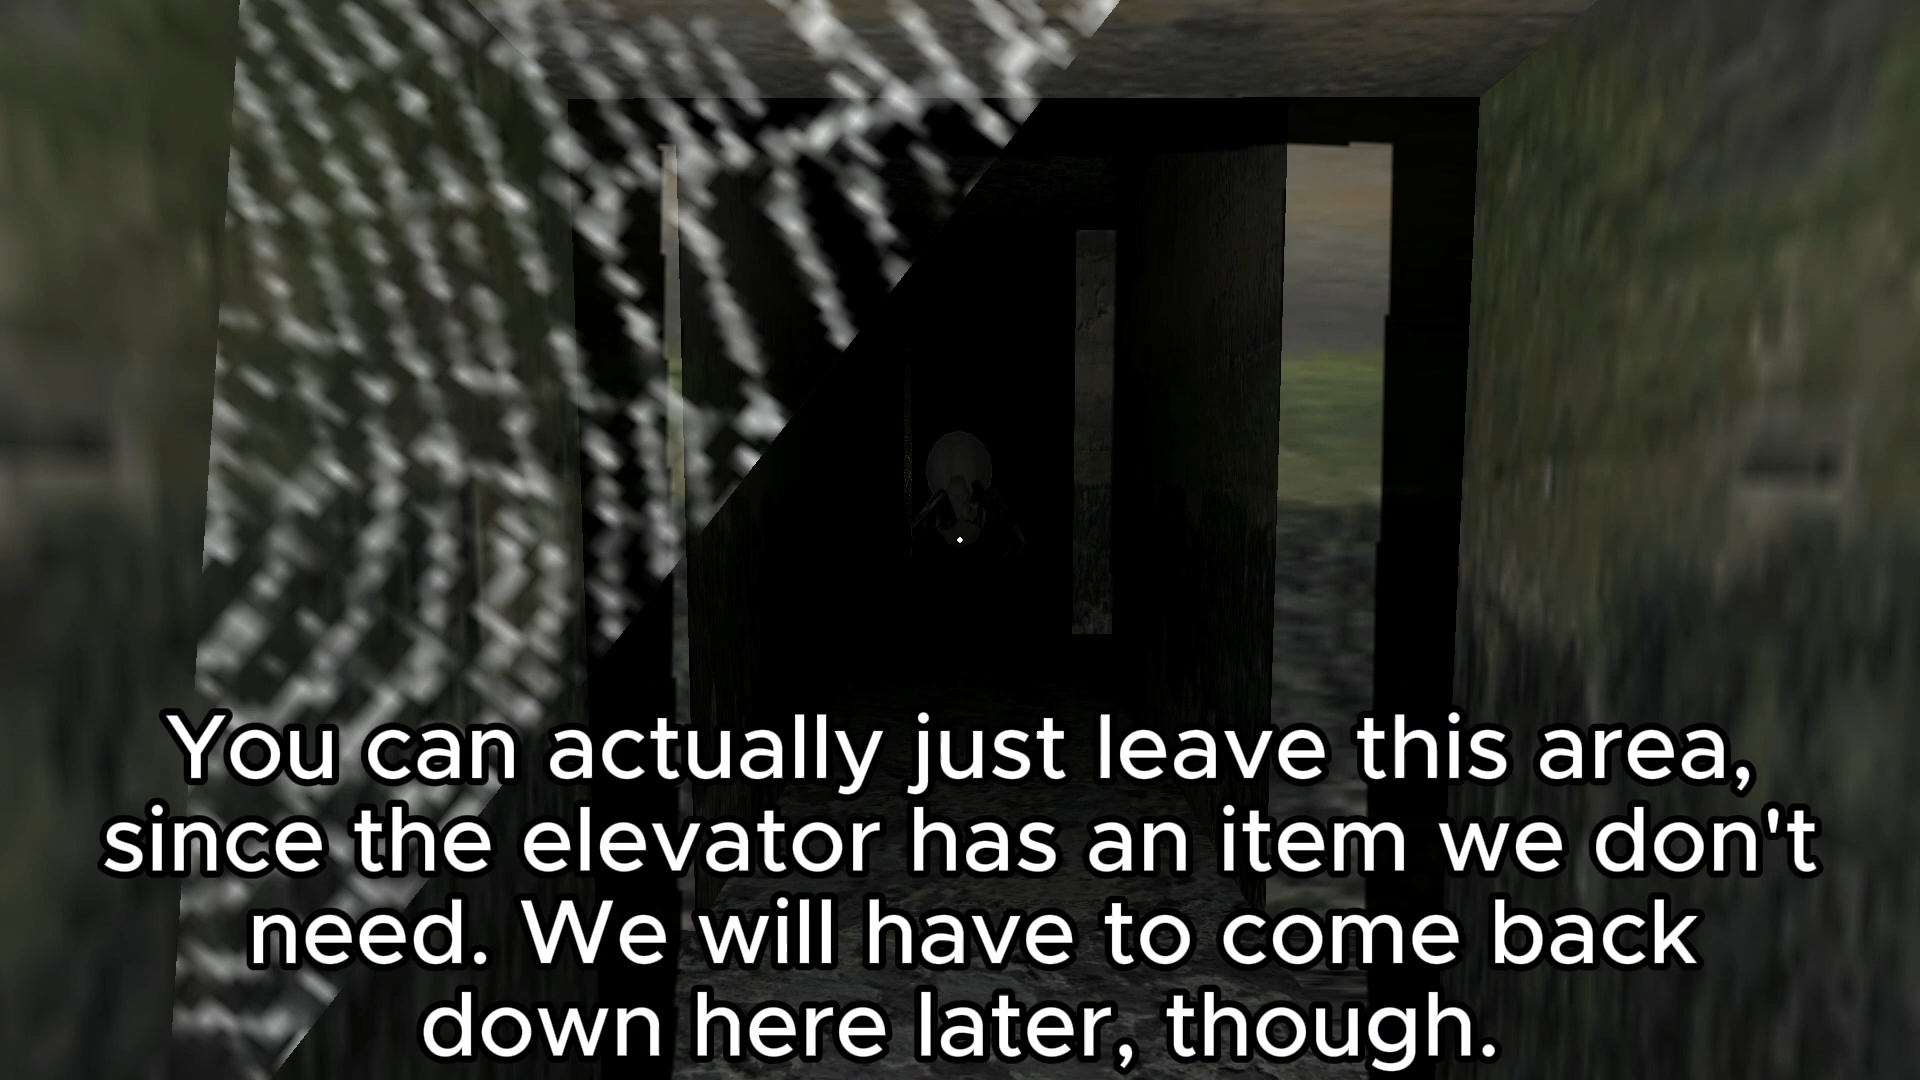 You can actually just leave this area,
since the elevator has an item we don't
need. We will have to come back
down here later, though.